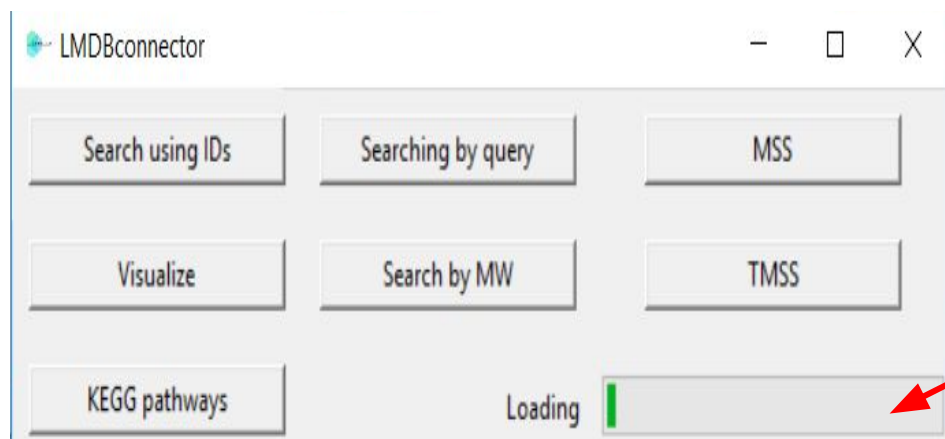 LMDBconnector
Search using IDs Searching by query MSS
Visualize Search by MW TMSS
KEGG pathways Loading